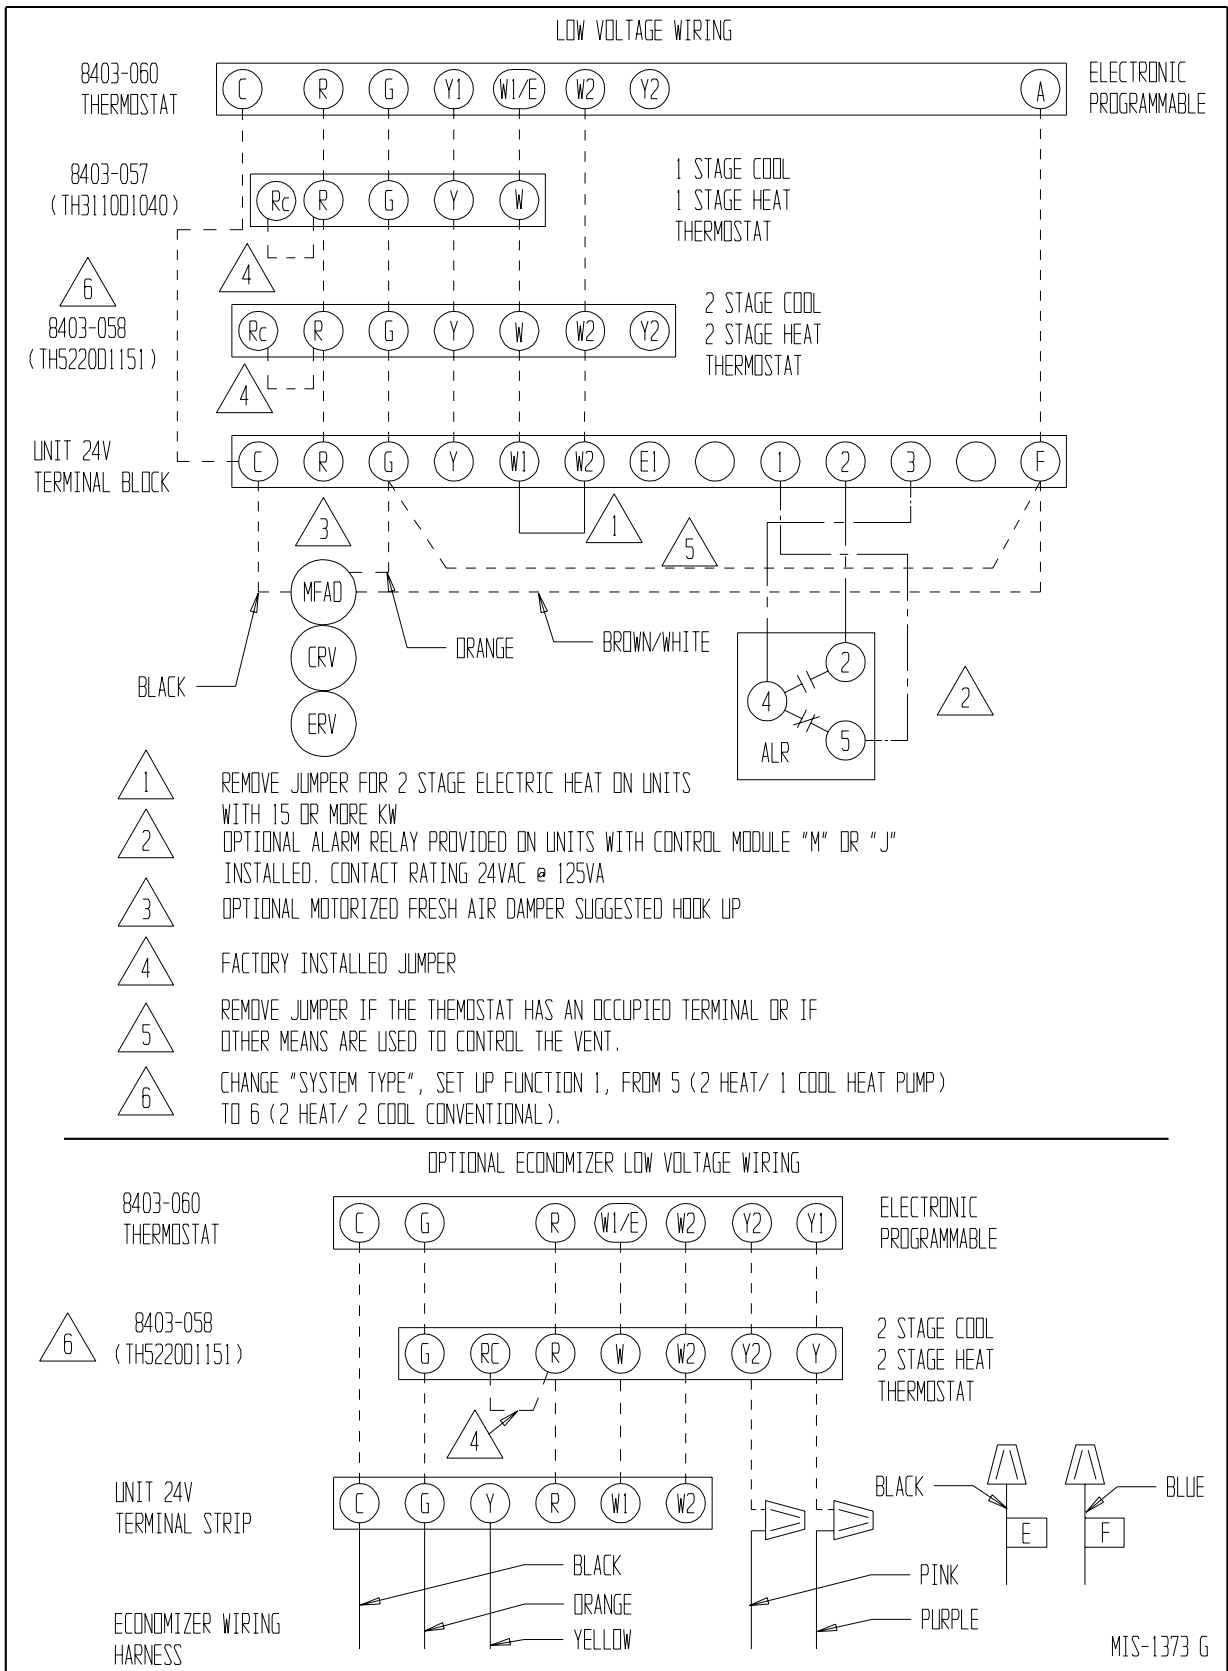 LOW VOLTAGE WIRING
8403-060
THERMOSTAT
C R G Y1 W1/E W2 Y2 A
ELECTRONIC
PROGRAMMABLE
8403-057
(TH3110D1040)
Rc R G Y W
1 STAGE COOL
1 STAGE HEAT
THERMOSTAT
4
6
8403-058
(TH5220D1151)
Rc R G Y W W2 Y2
2 STAGE COOL
2 STAGE HEAT
THERMOSTAT
4
UNIT 24V
TERMINAL BLOCK
C R G Y W1 W2 E1 1 2 3 F
3
1
5
MFAD
CRV
ERV
BLACK
ORANGE
BROWN/WHITE
2
4
5
ALR
2
1
REMOVE JUMPER FOR 2 STAGE ELECTRIC HEAT ON UNITS
WITH 15 OR MORE KW
2
OPTIONAL ALARM RELAY PROVIDED ON UNITS WITH CONTROL MODULE "M" OR "J"
INSTALLED. CONTACT RATING 24VAC @ 125VA
3
OPTIONAL MOTORIZED FRESH AIR DAMPER SUGGESTED HOOK UP
4
FACTORY INSTALLED JUMPER
5
REMOVE JUMPER IF THE THEMOSTAT HAS AN OCCUPIED TERMINAL OR IF
OTHER MEANS ARE USED TO CONTROL THE VENT.
6
CHANGE "SYSTEM TYPE", SET UP FUNCTION 1, FROM 5 (2 HEAT/ 1 COOL HEAT PUMP)
TO 6 (2 HEAT/ 2 COOL CONVENTIONAL).
OPTIONAL ECONOMIZER LOW VOLTAGE WIRING
8403-060
THERMOSTAT
C G R W1/E W2 Y2 Y1
ELECTRONIC
PROGRAMMABLE
6
8403-058
(TH5220D1151)
G RC R W W2 Y2 Y
2 STAGE COOL
2 STAGE HEAT
THERMOSTAT
4
UNIT 24V
TERMINAL STRIP
C G Y R W1 W2
BLACK
BLUE
E
F
BLACK
ORANGE
YELLOW
PINK
PURPLE
ECONOMIZER WIRING
HARNESS
MIS-1373 G